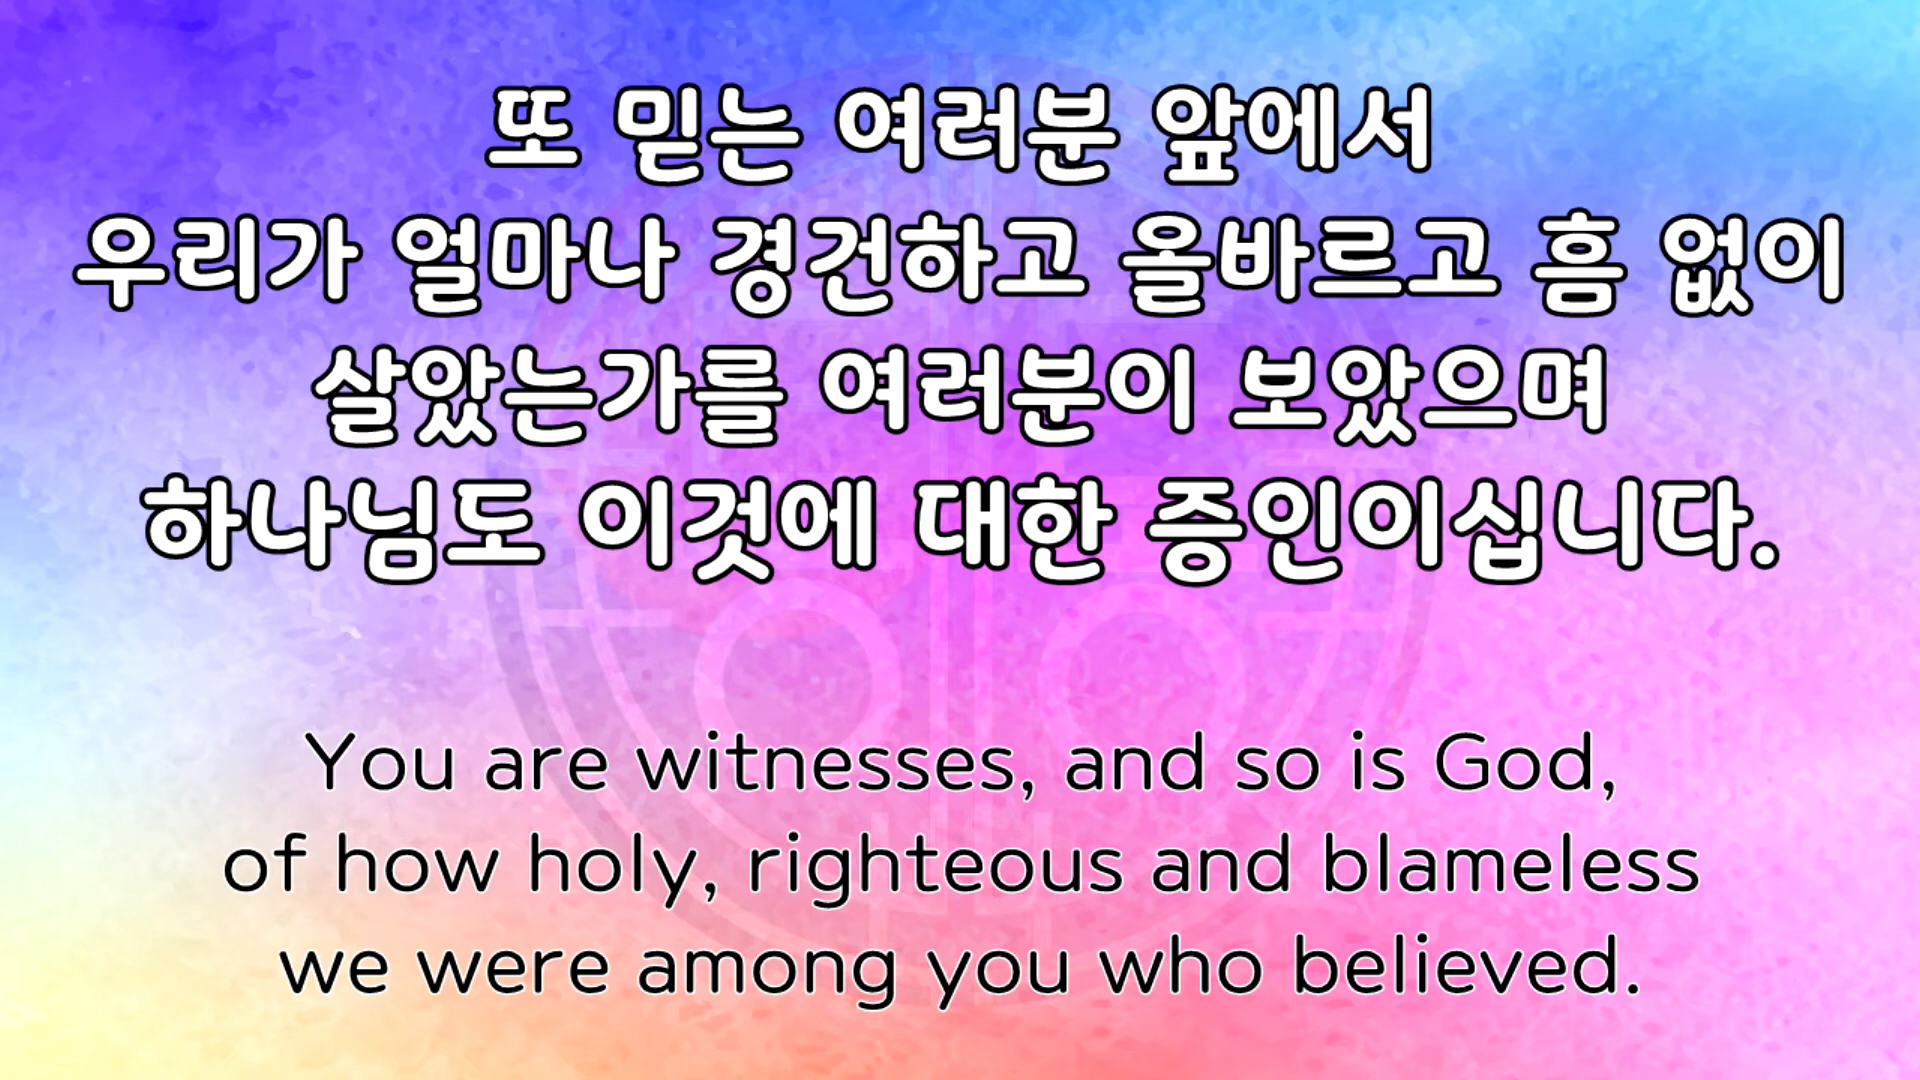 또 믿는 여러분 앞에서
우리가 얼마나 경건하고 올바르고 흠 없이
살았는가를 여러분이 보았으며
하나님도 이것에 대한 증인이십니다.
You are witnesses, and so is God,
of how holy, righteous and blameless
we were among you who believed.